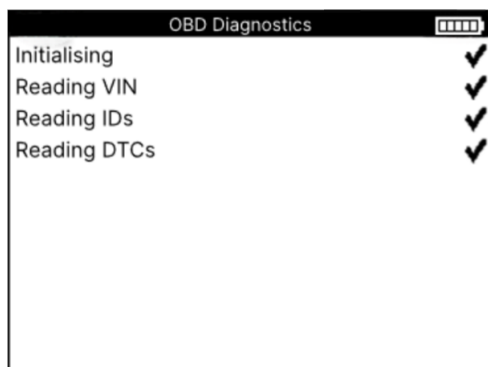 OBD Diagnostics
Initialising
Reading VIN
Reading IDs
Reading DTCs